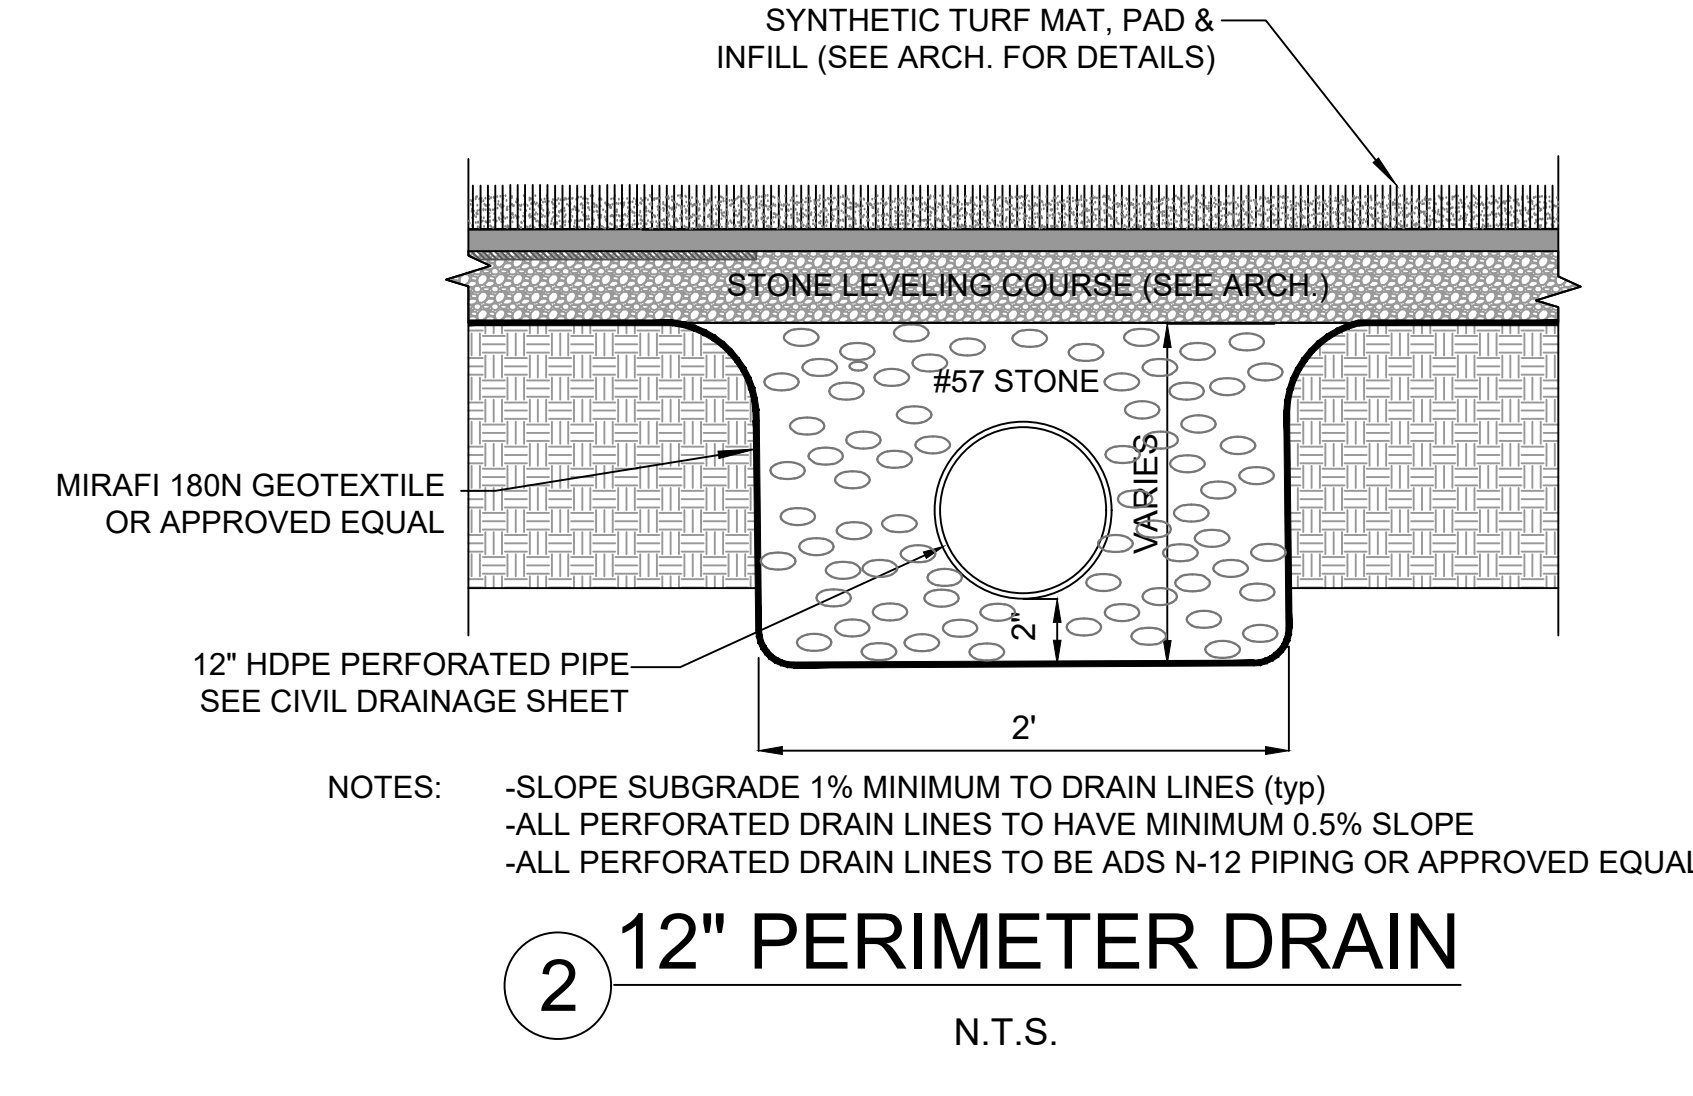 SYNTHETIC TURF MAT, PAD &
INFILL (SEE ARCH. FOR DETAILS)
STONE LEVELING COURSE (SEE ARCH.)
#57 STONE
VARIES
MIRAFI 180N GEOTEXTILE
OR APPROVED EQUAL
2"
12" HDPE PERFORATED PIPE
SEE CIVIL DRAINAGE SHEET
2'
NOTES: -SLOPE SUBGRADE 1% MINIMUM TO DRAIN LINES (typ)
-ALL PERFORATED DRAIN LINES TO HAVE MINIMUM 0.5% SLOPE
-ALL PERFORATED DRAIN LINES TO BE ADS N-12 PIPING OR APPROVED EQUAL
2 12" PERIMETER DRAIN
N.T.S.